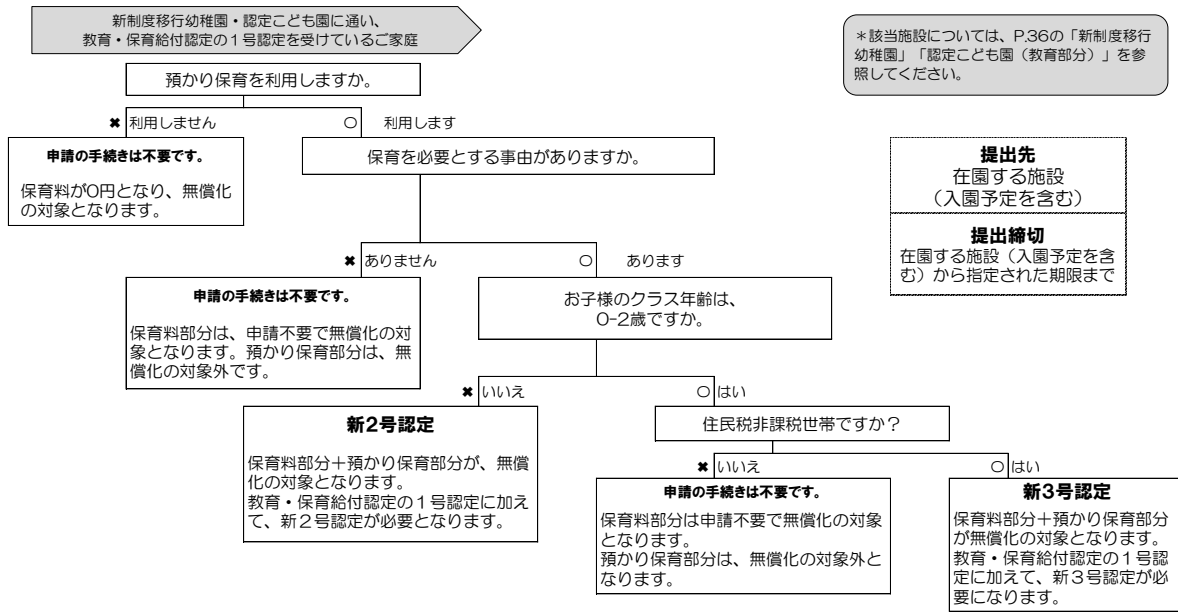 新制度移行幼稚園・認定こども園に通い、
教育・保育給付認定の１号認定を受けているご家庭
＊該当施設については、P.36の「新制度移行
幼稚園」「認定こども園（教育部分）」を参
照してください。
預かり保育を利用しますか。
✖ 利用しません
○ 利用します
申請の手続きは不要です。
保育料が0円となり、無償化
の対象となります。
保育を必要とする事由がありますか。
提出先
在園する施設
（入園予定を含む）
提出締切
在園する施設（入園予定を含
む）から指定された期限まで
✖ ありません
○ あります
申請の手続きは不要です。
保育料部分は、申請不要で無償化の対
象となります。預かり保育部分は、無
償化の対象外です。
お子様のクラス年齢は、
0-2歳ですか。
✖ いいえ
○ はい
新2号認定
保育料部分＋預かり保育部分が、無償
化の対象となります。
教育・保育給付認定の１号認定に加え
て、新２号認定が必要となります。
住民税非課税世帯ですか？
✖ いいえ
○ はい
申請の手続きは不要です。
保育料部分は申請不要で無償化の対象
となります。
預かり保育部分は、無償化の対象外と
なります。
新3号認定
保育料部分＋預かり保育部分
が無償化の対象となります。
教育・保育給付認定の１号認
定に加えて、新３号認定が必
要になります。